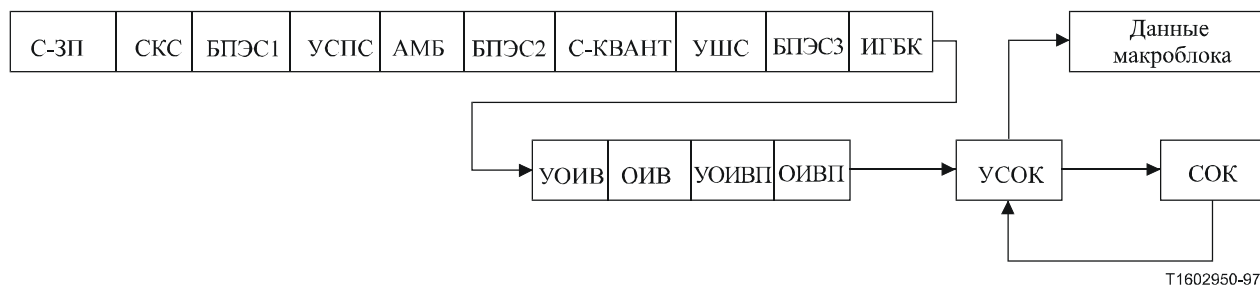 С-ЗП СКС БПЭС1 УСПС АМБ БПЭС2 С-КВАНТ УШС БПЭС3 ИГБК
Данные
макроблока
УОИВ ОИВ УОИВП ОИВП
УСОК
СОК
T1602950-97